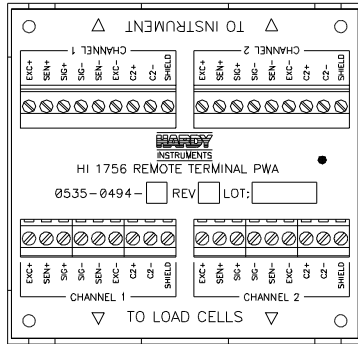 TO INSTRUMENT
CHANNEL 1 CHANNEL 2
EXC+ SEN+ SIG+ SIG- SEN- EXC- C2+ C2- SHIELD EXC+ SEN+ SIG+ SIG- SEN- EXC- C2+ C2- SHIELD
HARDY
INSTRUMENTS
HI 1756 REMOTE TERMINAL PWA
0535-0494- REV LOT:
EXC+ SEN+ SIG+ SIG- SEN- EXC- C2+ C2- SHIELD EXC+ SEN+ SIG+ SIG- SEN- EXC- C2+ C2- SHIELD
CHANNEL 1 CHANNEL 2
TO LOAD CELLS